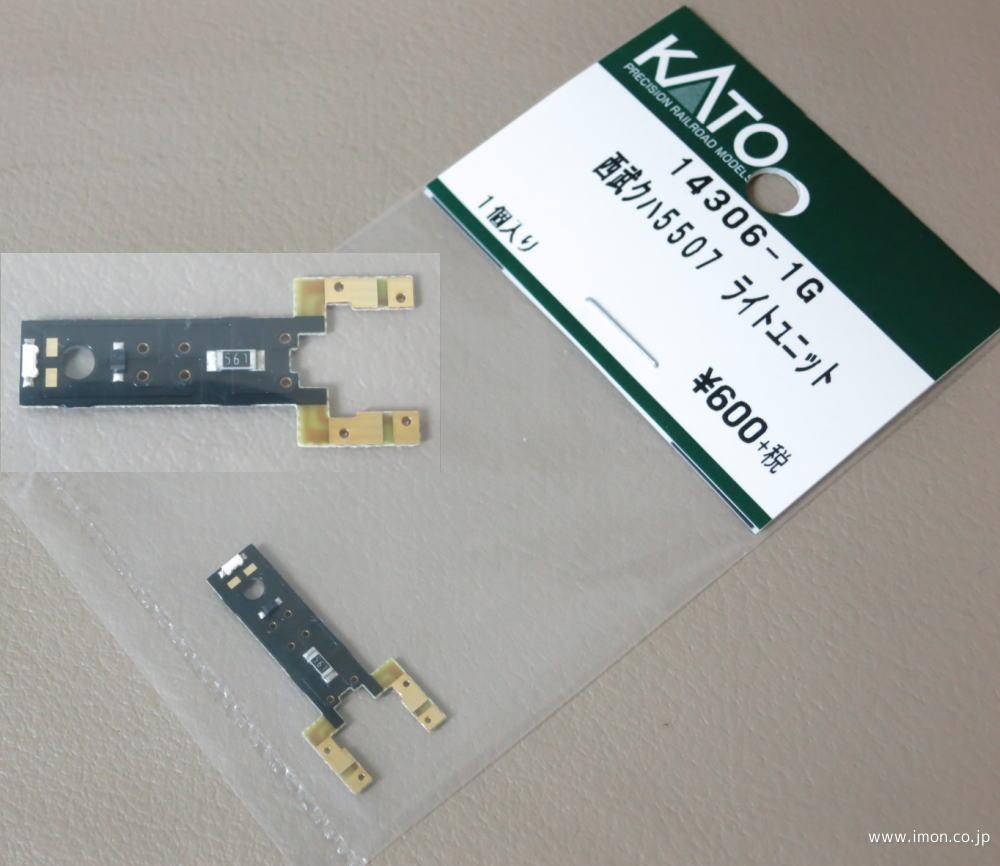 KATO
PRECISION RAILROAD MODELS
14306-1G
西武クハ5507 ライトユニット
1個入り
¥600+税
561
561
www.imon.co.jp